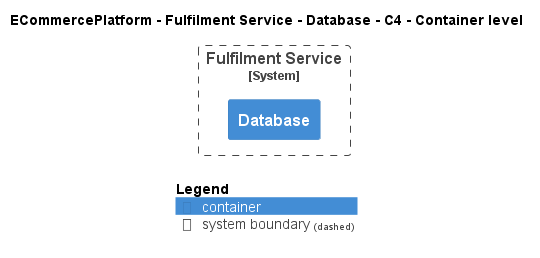 ECommercePlatform - Fulfilment Service - Database - C4 - Container level
Fulfilment Service
[System]
Database
Legend
container
system boundary (dashed)